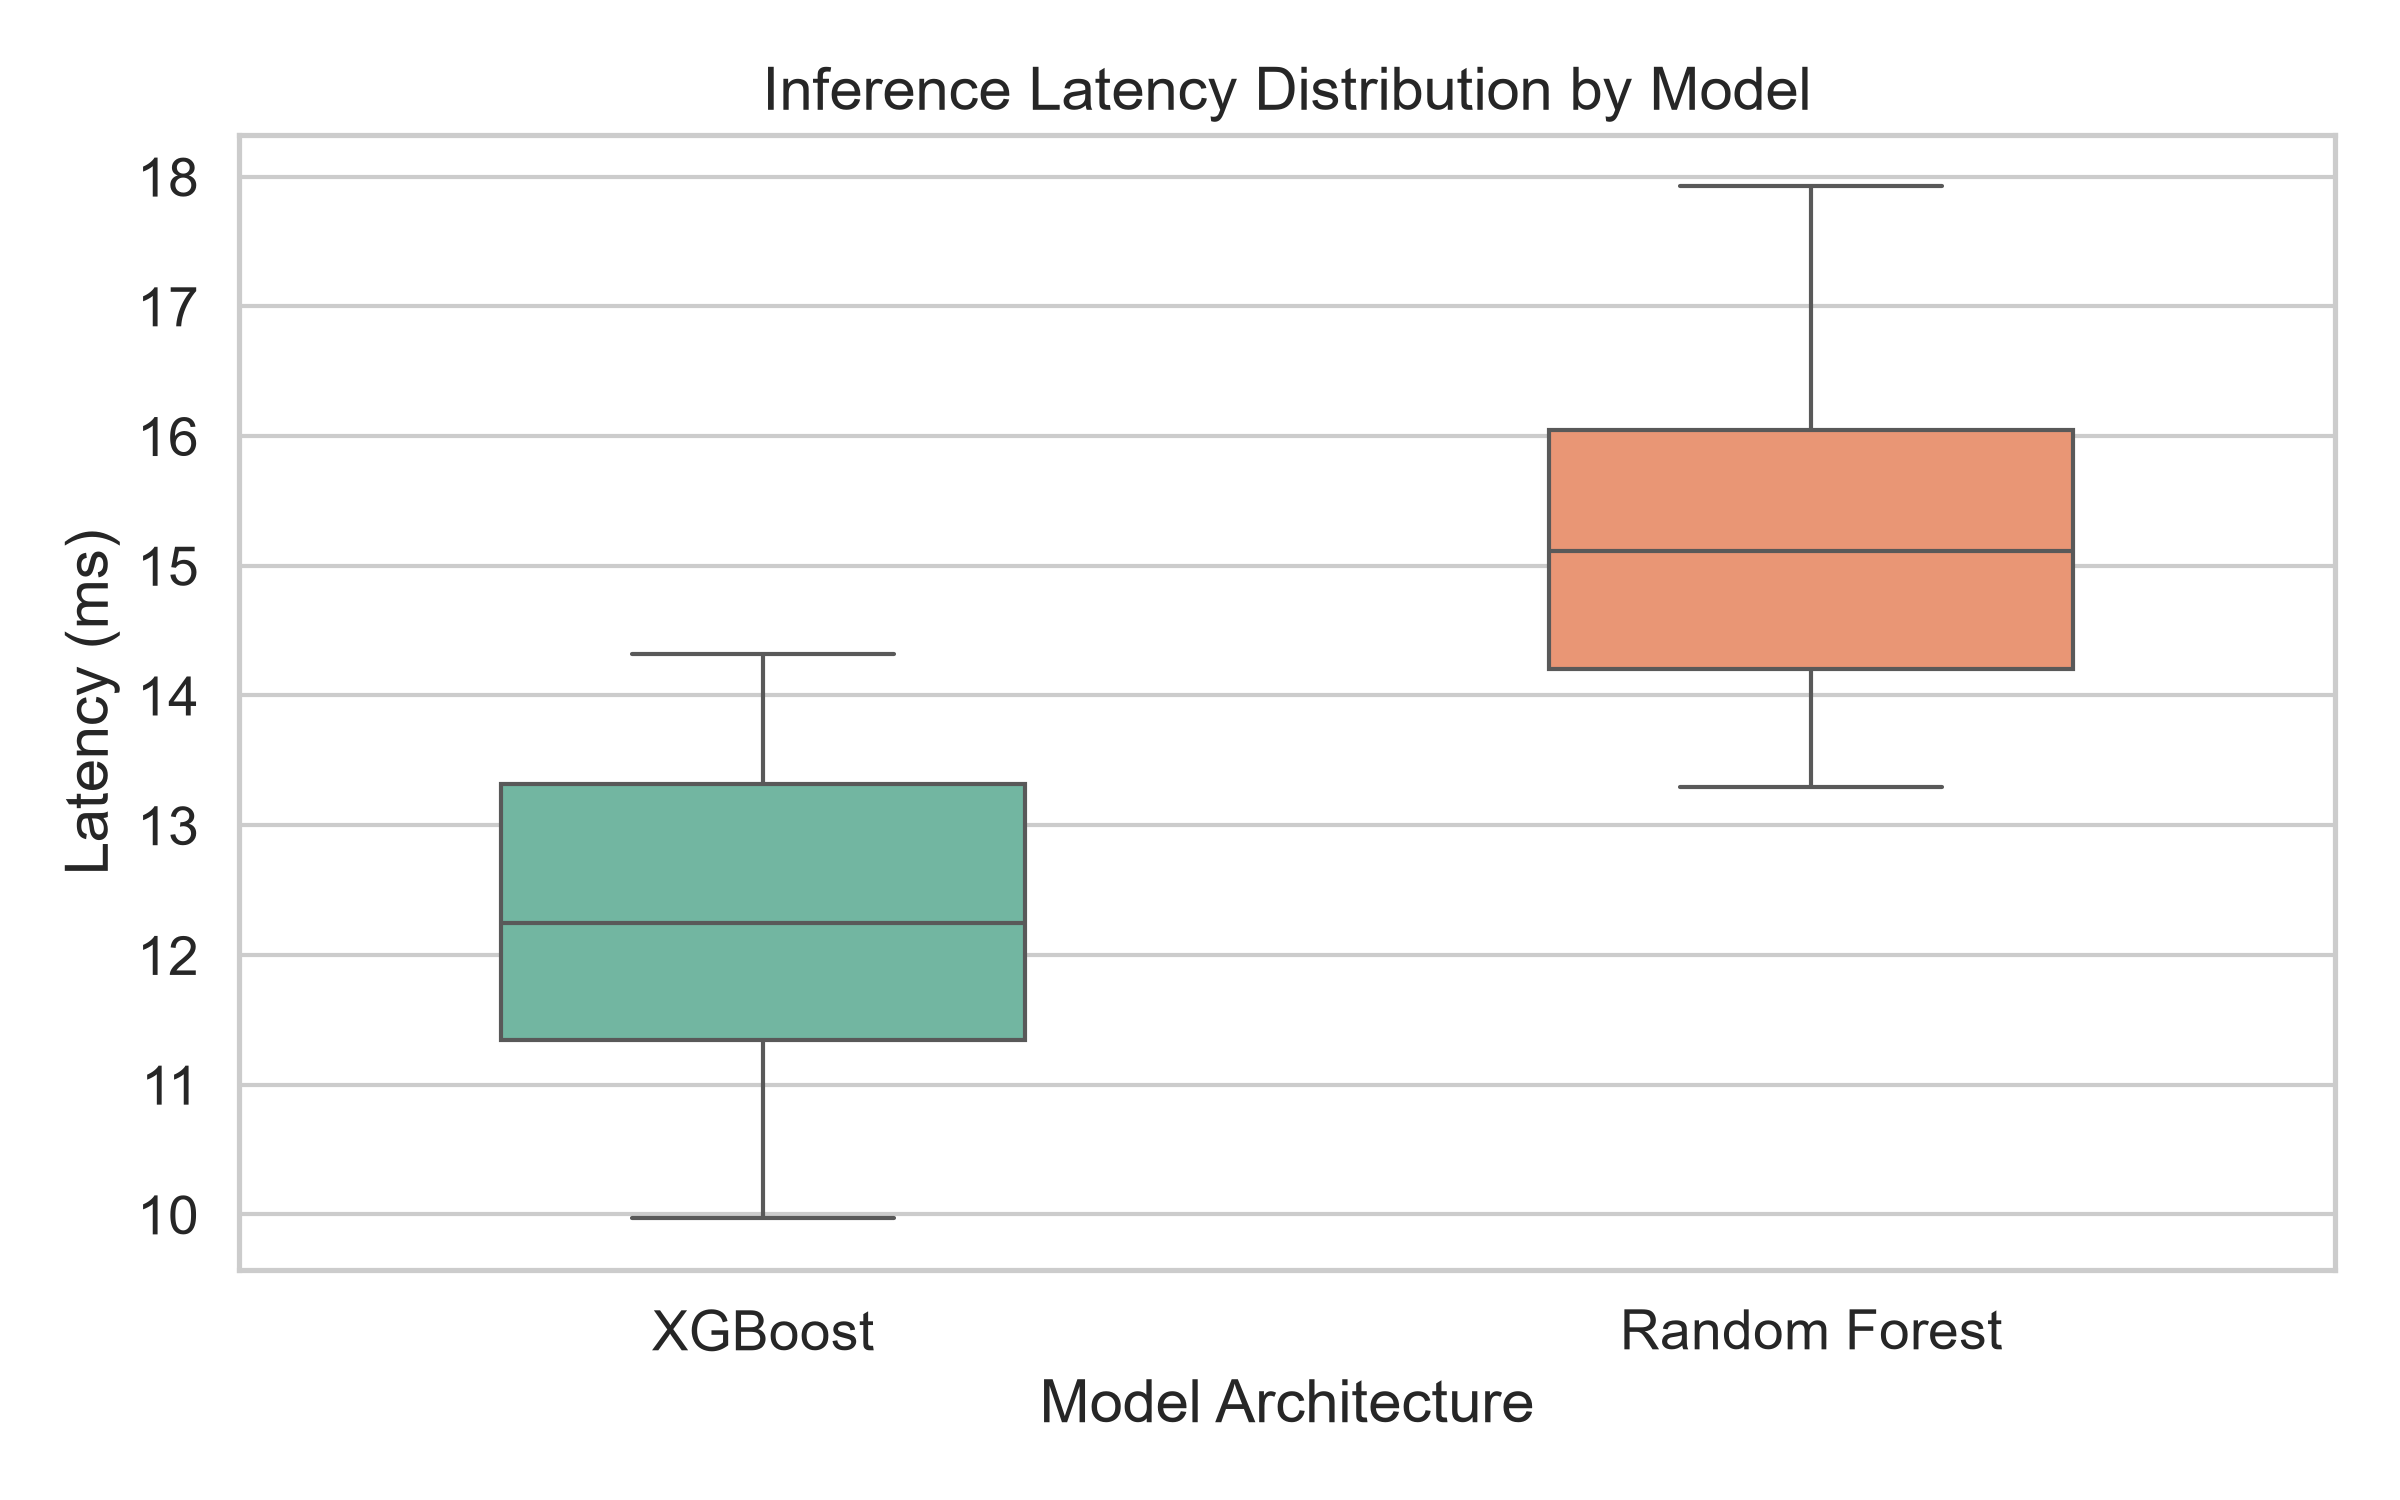 Inference Latency Distribution by Model
18
17
16
15
14
13
12
11
10
Latency (ms)
XGBoost
Random Forest
Model Architecture